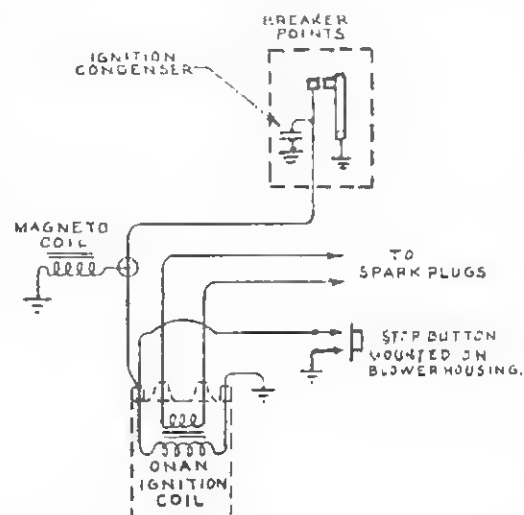 BREAKER
POINTS
IGNITION
CONDENSER
MAGNETO
COIL
TO
SPARK PLUGS
STOP BUTTON
MOUNTED ON
BLOWER HOUSING.
ONAN
IGNITION
COIL